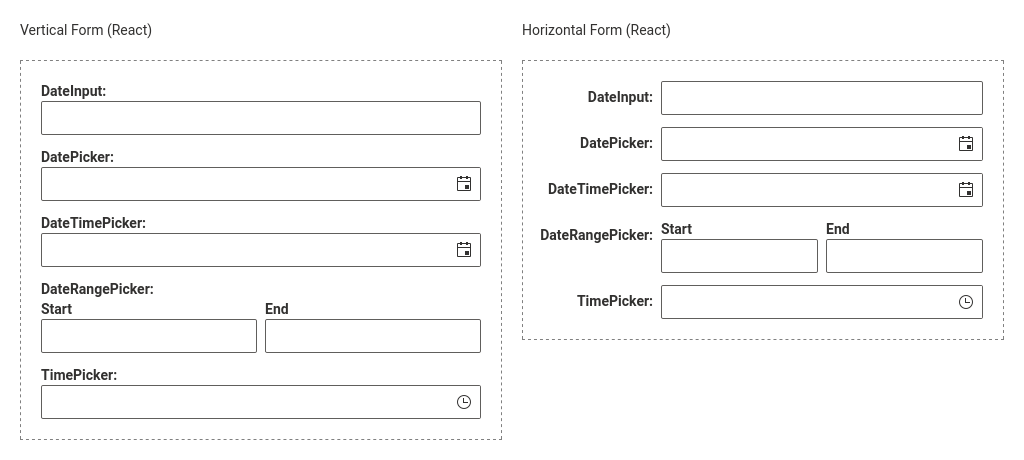 Vertical Form (React)
DateInput:
DatePicker:
DateTimePicker:
DateRangePicker:
Start End
TimePicker:
Horizontal Form (React)
DateInput:
DatePicker:
DateTimePicker:
DateRangePicker: Start End
TimePicker: